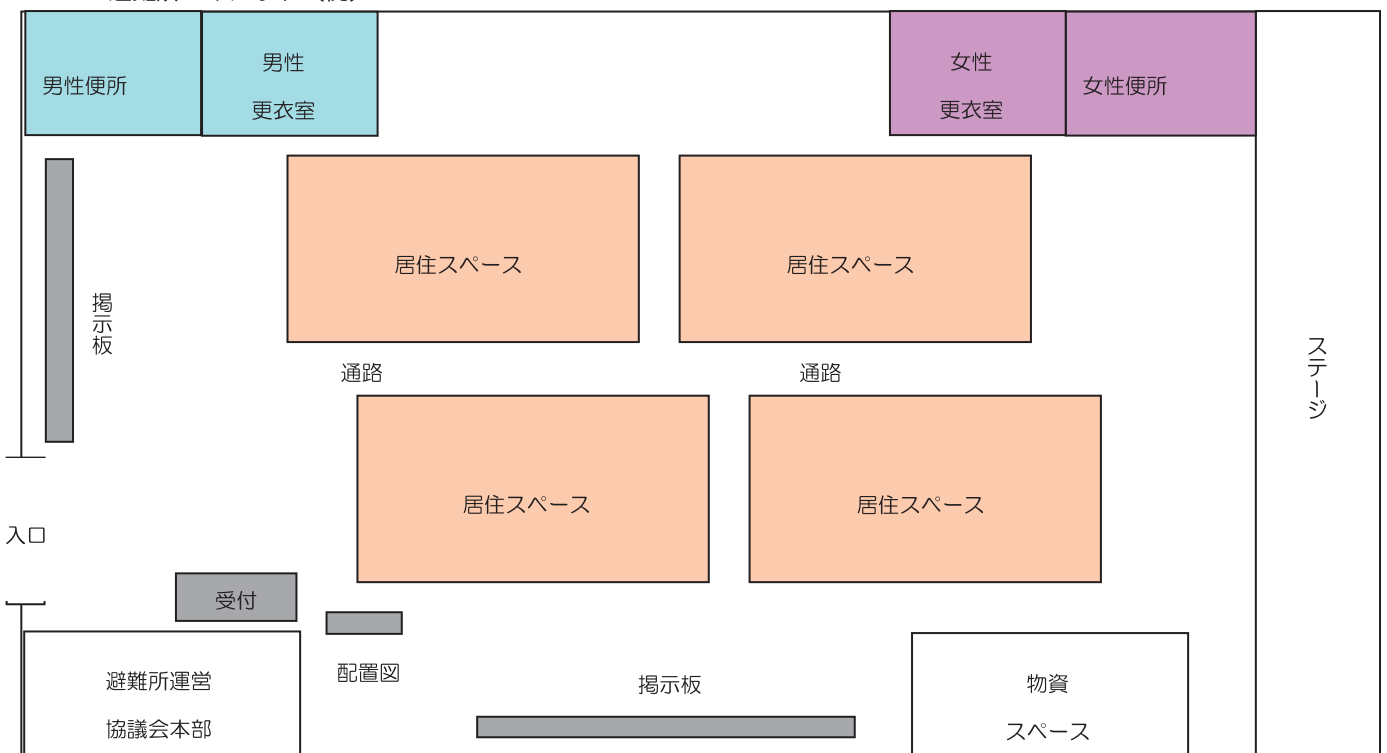 男性便所
男性
更衣室
女性
更衣室
女性便所
掲示板
居住スペース
居住スペース
ステージ
通路
通路
居住スペース
居住スペース
入口
受付
配置図
避難所運営
協議会本部
掲示板
物資
スペース